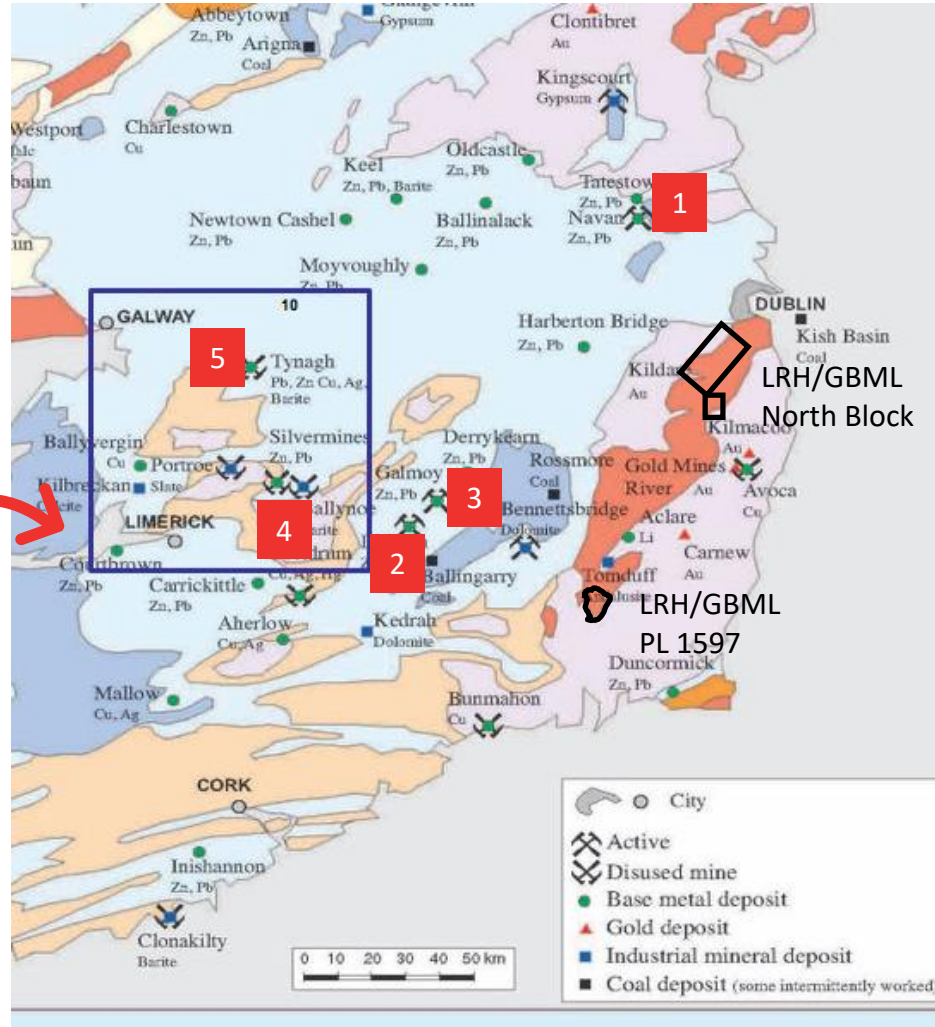 Abbeytown
Zn, Pb
Gypsum
Arigna
Coal
Clontibret
Au
Kingscourt
Gypsum
Westport
Charlestown
Cu
Oldcastle
Zn, Pb
Keel
Zn, Pb, Barite
Tatestow
Zn, Pb
1
Newtown Cashel
Zn, Pb
Ballinalack
Zn, Pb
Navan
Zn, Pb
Moyvoughly
Zn, Pb
10
GALWAY
DUBLIN
Harberton Bridge
Zn, Pb
Kish Basin
Coal
5
Tynagh
Pb, Zn Cu, Ag,
Barite
Kildare
Au
LRH/GBML
North Block
Kilmacoo
Au
Silvermines
Zn, Pb
Derrykearn
Zn, Pb
Ballyvergin
Cu
Portroe
Slate
Galmoy
Zn, Pb
3
Rossmore
Coal
Gold Mines
River
Au
Avoca
Cu
Kilbreckan
LIMERICK
4
Bennettsbridge
Dolomite
Aclare
Li
Carnew
Au
Courtbrown
Zn, Pb
Carrickittle
Zn, Pb
Cu, Ag, Hg
2
Ballingarry
Coal
Tomduff
LRH/GBML
PL 1597
Aherlow
Cu, Ag
Kedrah
Dolomite
Duncormick
Zn, Pb
Mallow
Cu, Ag
Bunmahon
Cu
CORK
Inishannon
Zn, Pb
Clonakilty
Barite
0 10 20 30 40 50 km
City
Active
Disused mine
Base metal deposit
Gold deposit
Industrial mineral deposit
Coal deposit (some intermittently worked)